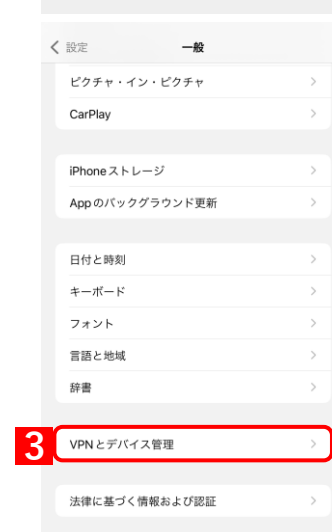 設定
一般
ピクチャ・イン・ピクチャ
CarPlay
iPhoneストレージ
Appのバックグラウンド更新
日付と時刻
キーボード
フォント
言語と地域
辞書
3
VPNとデバイス管理
法律に基づく情報および認証